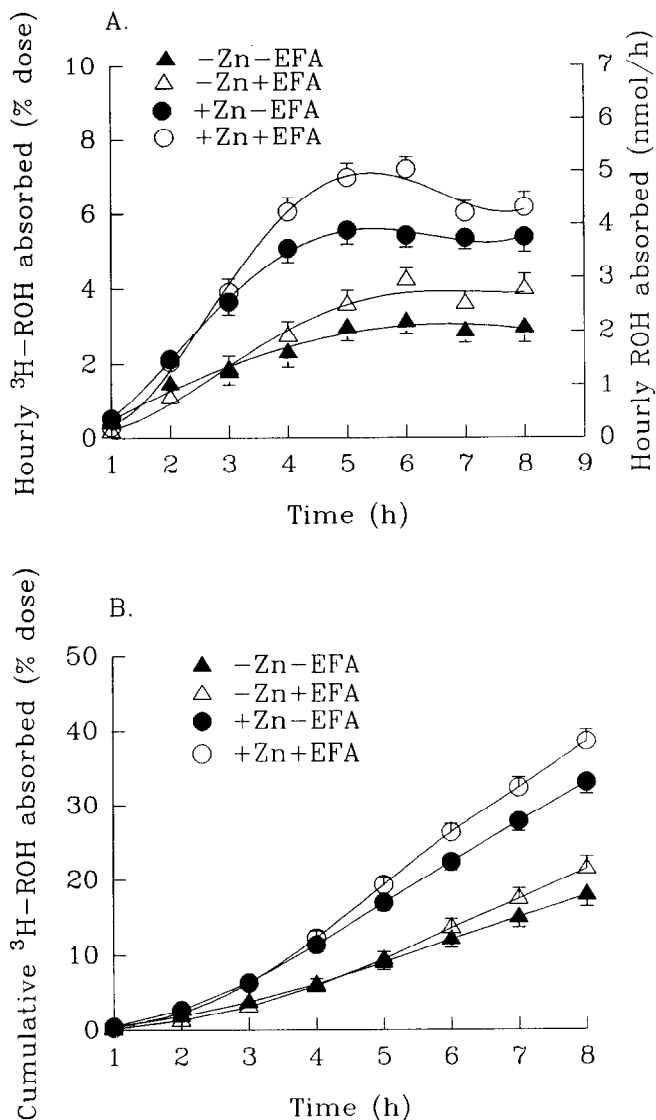 A.
−Zn−EFA
−Zn+EFA
+Zn−EFA
+Zn+EFA
Hourly ³H−ROH absorbed (% dose)
10
8
6
4
2
0
Hourly ROH absorbed (nmol/h)
7
6
5
4
3
2
1
0
1 2 3 4 5 6 7 8 9
Time (h)
B.
−Zn−EFA
−Zn+EFA
+Zn−EFA
+Zn+EFA
Cumulative ³H−ROH absorbed (% dose)
50
40
30
20
10
0
1 2 3 4 5 6 7 8
Time (h)